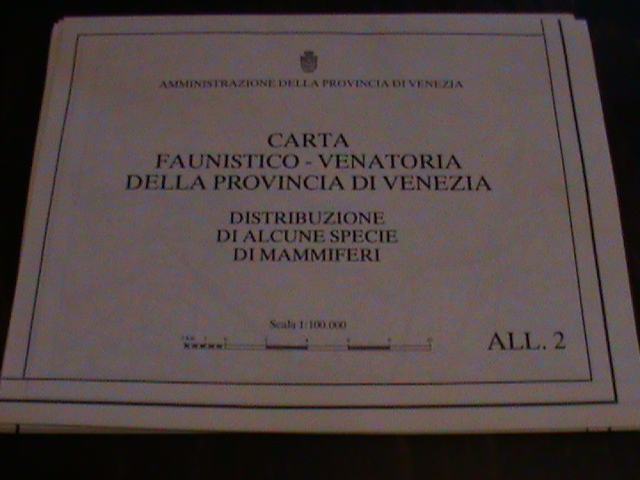 AMMINISTRAZIONE DELLA PROVINCIA DI VENEZIA
CARTA
FAUNISTICO - VENATORIA
DELLA PROVINCIA DI VENEZIA
DISTRIBUZIONE
DI ALCUNE SPECIE
DI MAMMIFERI
Scala 1:100.000
ALL. 2